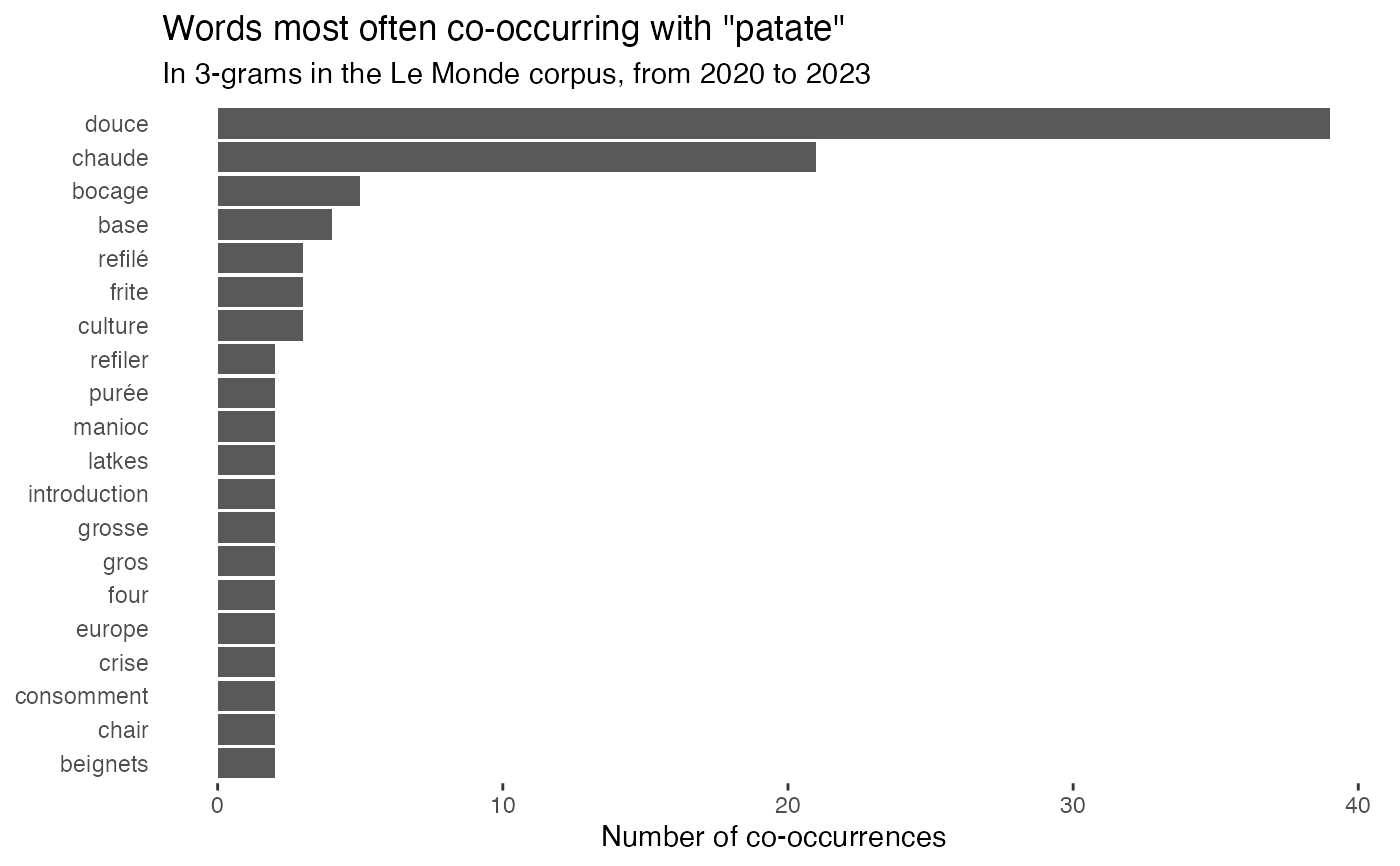 Words most often co-occurring with "patate"
In 3-grams in the Le Monde corpus, from 2020 to 2023
douce
chaude
bocage
base
refilé
frite
culture
refiler
purée
manioc
latkes
introduction
grosse
gros
four
europe
crise
consomment
chair
beignets
0 10 20 30 40
Number of co-occurrences